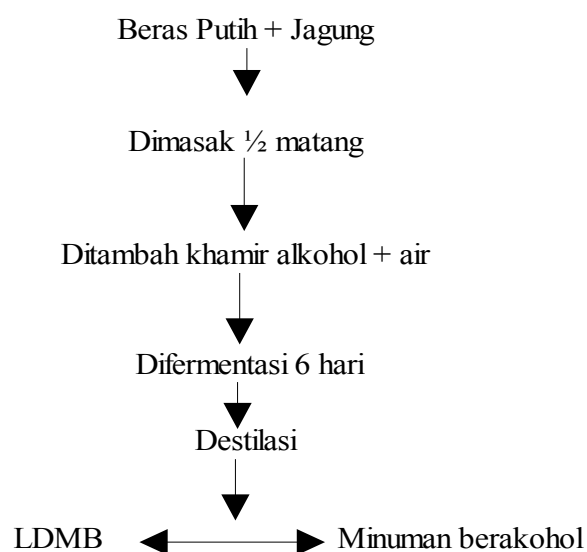 Beras Putih + Jagung
Dimasak ½ matang
Ditambah khamir alkohol + air
Difermentasi 6 hari
Destilasi
LDMB
Minuman berakohol